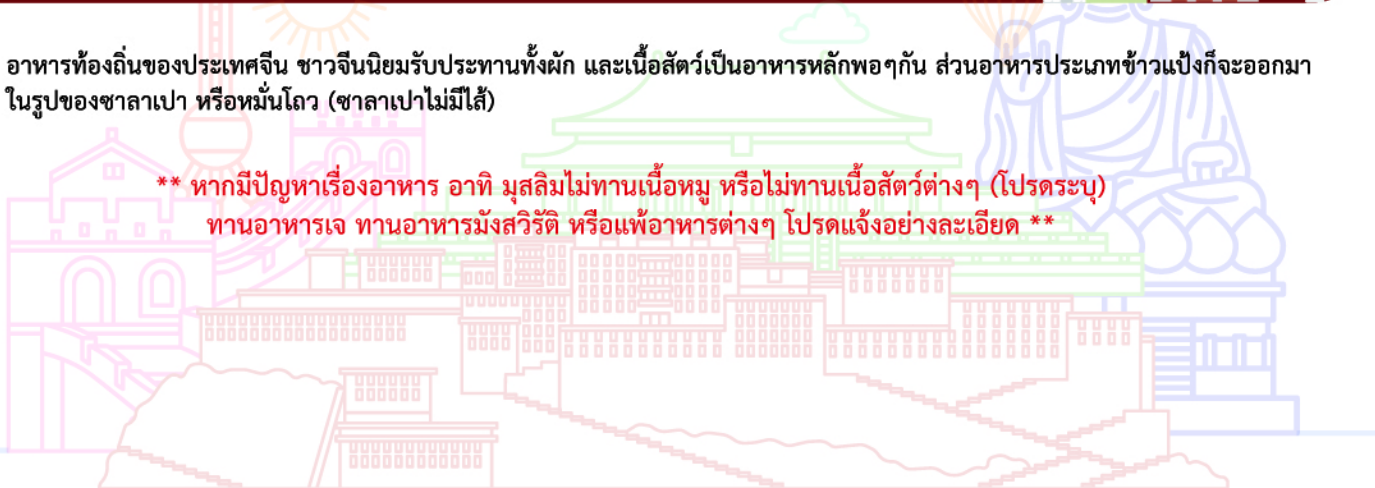 อาหารท้องถิ่นของประเทศจีน ชาวจีนนิยมรับประทานทั้งผัก และเนื้อสัตว์เป็นอาหารหลักพอๆกัน ส่วนอาหารประเภทข้าวแป้งก็จะออกมา
ในรูปของซาลาเปา หรือหมั่นโถว (ซาลาเปาไม่มีไส้)
** หากมีปัญหาเรื่องอาหาร อาทิ มุสลิมไม่ทานเนื้อหมู หรือไม่ทานเนื้อสัตว์ต่างๆ (โปรดระบุ)
ทานอาหารเจ ทานอาหารมังสวิรัติ หรือแพ้อาหารต่างๆ โปรดแจ้งอย่างละเอียด **